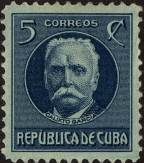 CORREOS
5 C
CALIXTO GARCIA
REPUBLICA DE CUBA